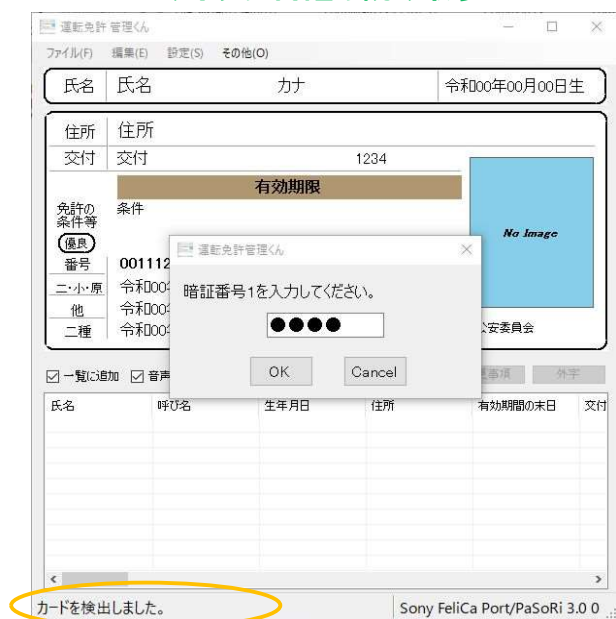 運転免許 管理くん
ファイル(F) 編集(E) 設定(S) その他(O)
氏名 氏名 カナ 令和00年00月00日生
住所 住所
交付 交付 1234
有効期限
免許の 条件
条件等
優良
No Image
番号 001112
二・小・原 令和00
他 令和00
二種 令和00
公安委員会
運転免許管理くん
暗証番号1を入力してください。
●●●●
OK Cancel
一覧に追加 音声 事項 外字
氏名 呼び名 生年月日 住所 有効期間の末日 交付
カードを検出しました。 Sony FeliCa Port/PaSoRi 3.0 0